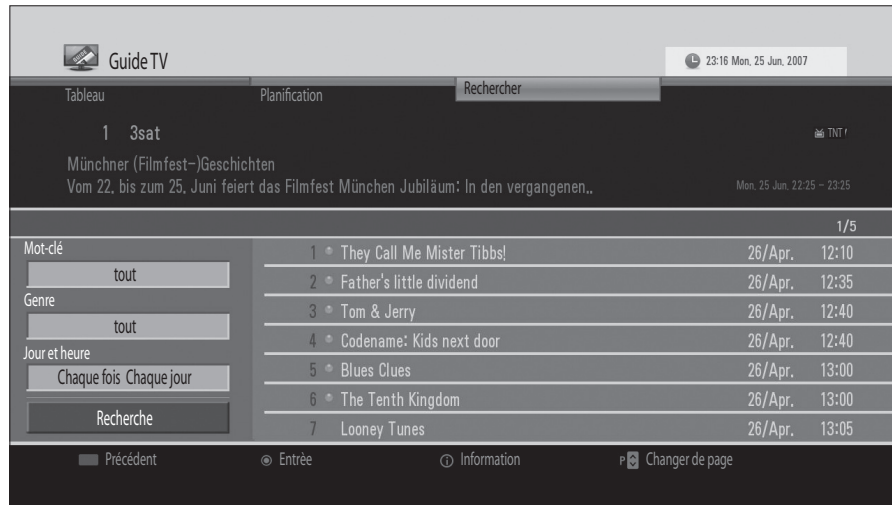 Guide TV
23:16 Mon, 25 Jun, 2007
Tableau Planification Rechercher
1 3sat TNT
Münchner (Filmfest-)Geschichten
Vom 22, bis zum 25, Juni feiert das Filmfest München Jubiläum: In den vergangenen..
Mon, 25 Jun, 22:25 - 23:25
1/5
Mot-clé
tout
Genre
tout
Jour et heure
Chaque fois Chaque jour
Recherche
1 They Call Me Mister Tibbs! 26/Apr. 12:10
2 Father's little dividend 26/Apr. 12:35
3 Tom & Jerry 26/Apr. 12:40
4 Codename: Kids next door 26/Apr. 12:40
5 Blues Clues 26/Apr. 13:00
6 The Tenth Kingdom 26/Apr. 13:00
7 Looney Tunes 26/Apr. 13:05
Précédent Entrèe Information P Changer de page